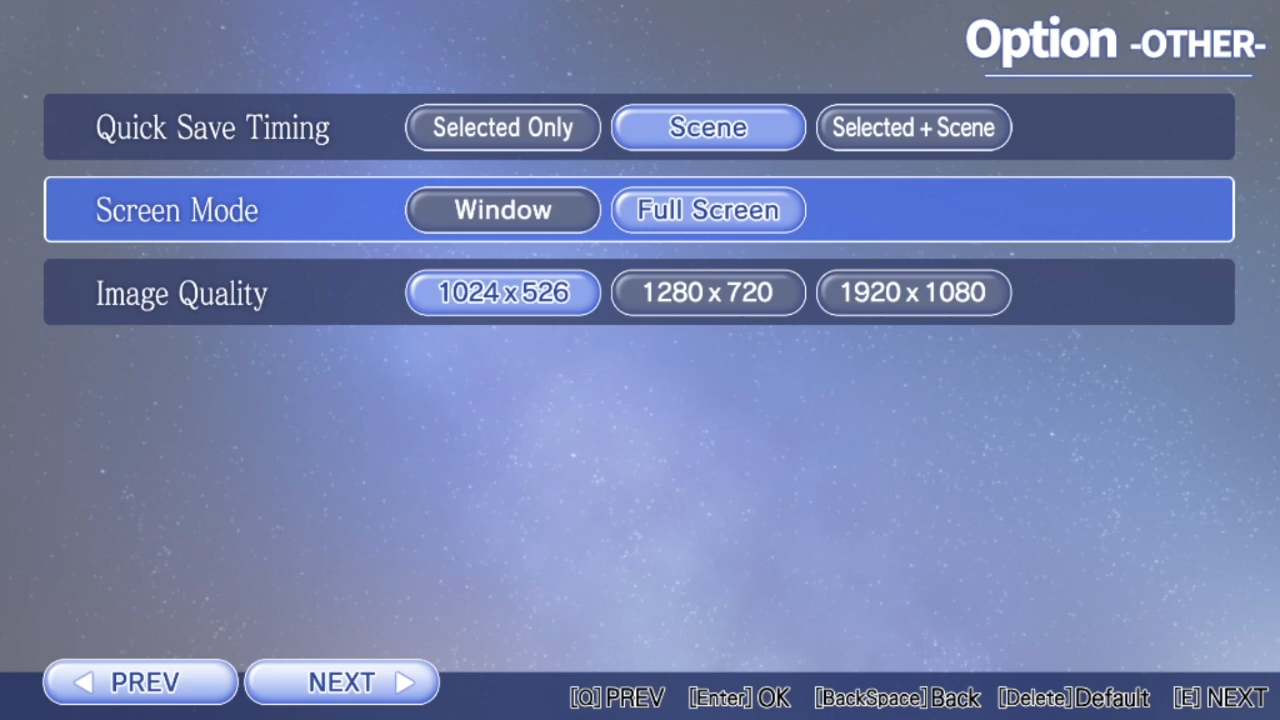 Option -OTHER-
Quick Save Timing Selected Only Scene Selected + Scene
Screen Mode Window Full Screen
Image Quality 1024 x 526 1280 x 720 1920 x 1080
PREV NEXT [Q] PREV [Enter] OK [BackSpace] Back [Delete] Default [E] NEXT